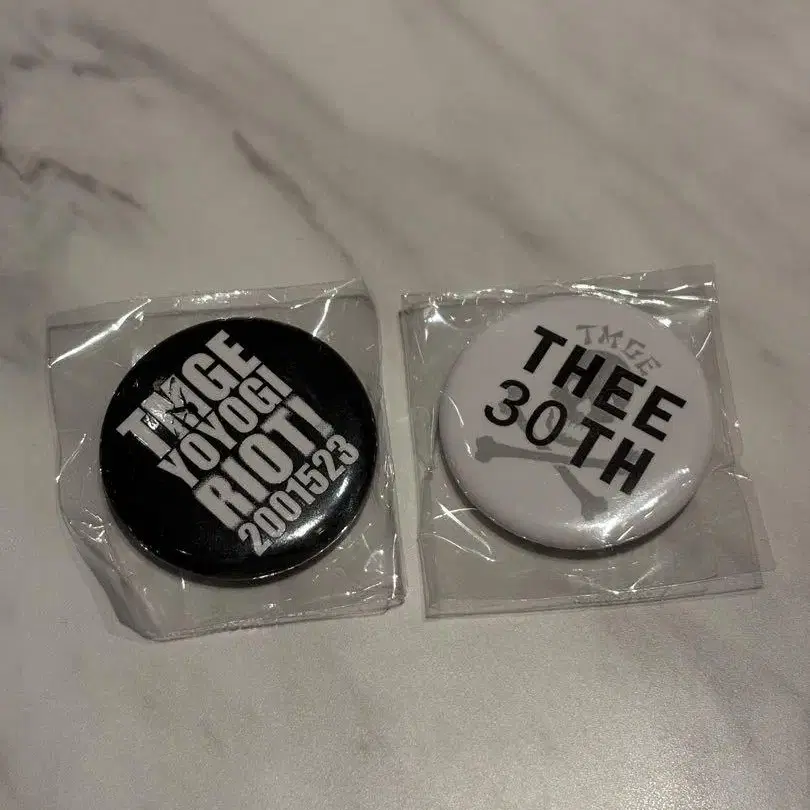 TMGE
YOYOGI
RIOT!
2001523
TMGE
THEE
30TH